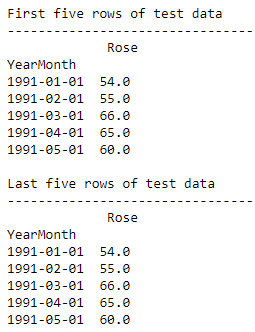 First five rows of test data
--------------------------------
Rose
YearMonth
1991-01-01 54.0
1991-02-01 55.0
1991-03-01 66.0
1991-04-01 65.0
1991-05-01 60.0
Last five rows of test data
--------------------------------
Rose
YearMonth
1991-01-01 54.0
1991-02-01 55.0
1991-03-01 66.0
1991-04-01 65.0
1991-05-01 60.0